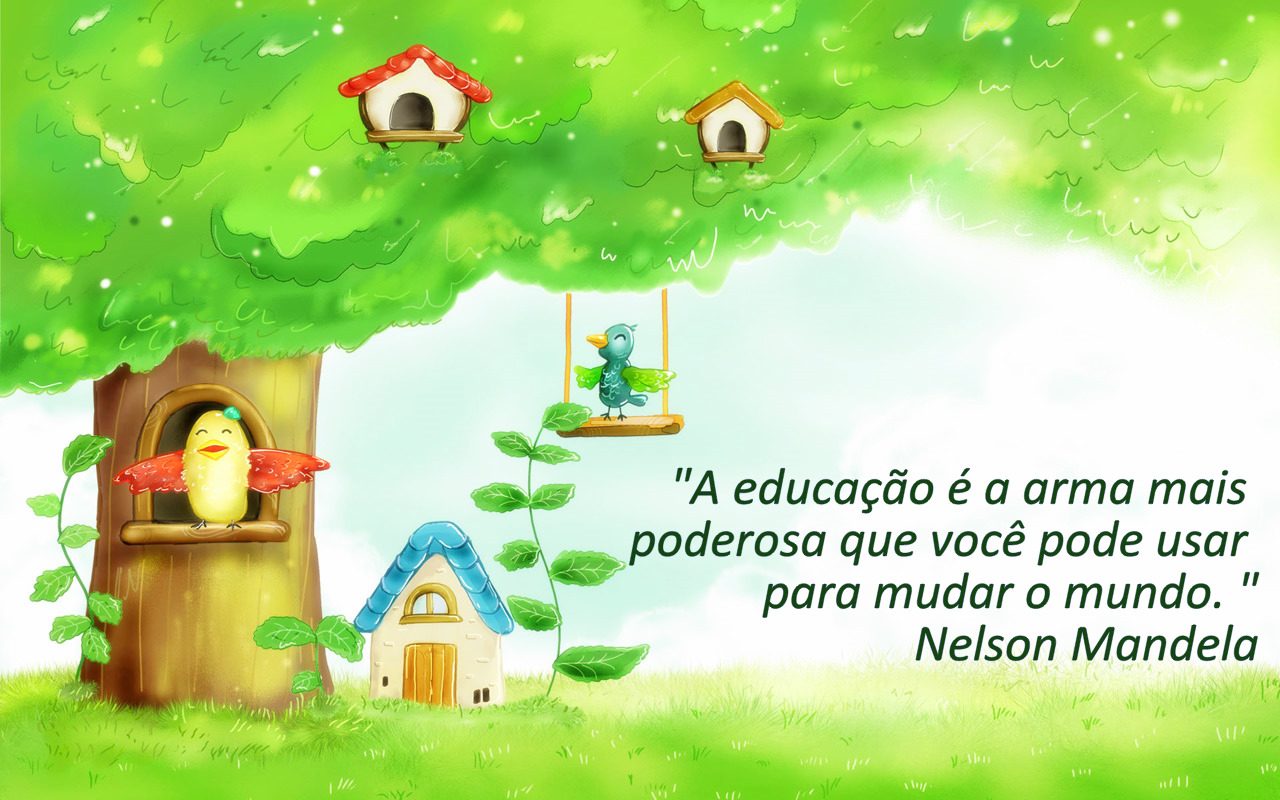 "A educação é a arma mais
poderosa que você pode usar
para mudar o mundo. "
Nelson Mandela